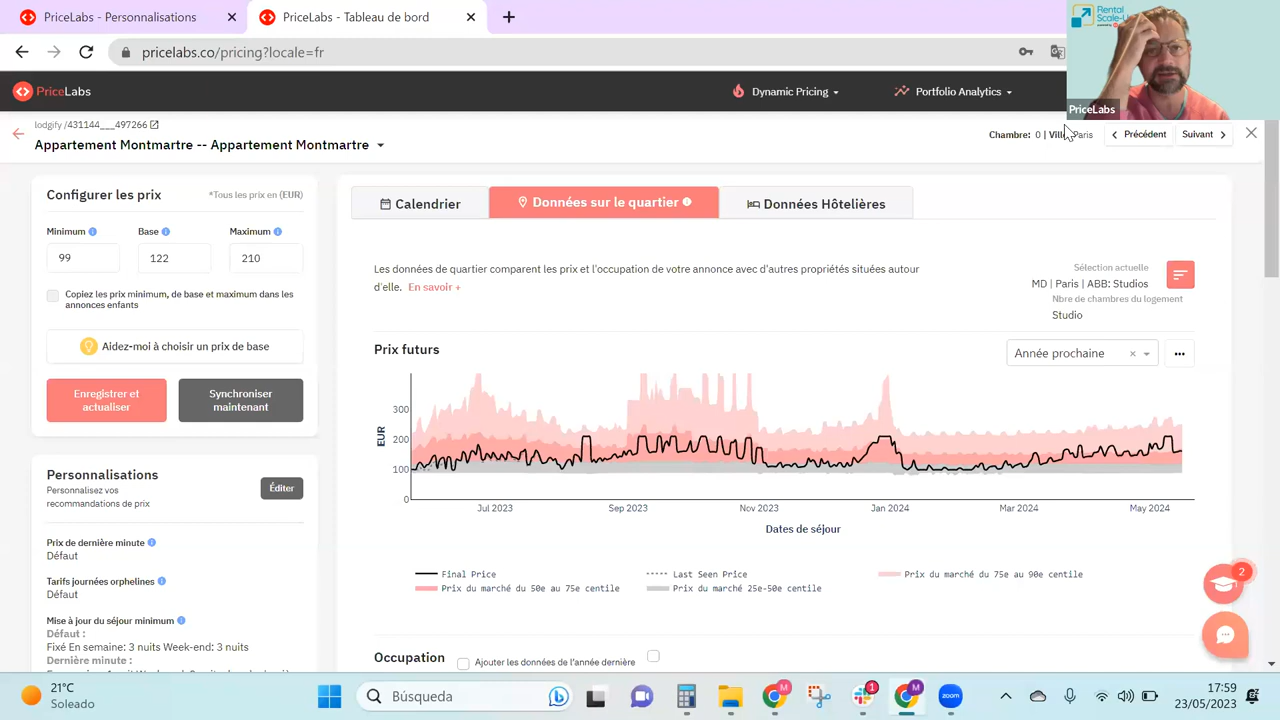 PriceLabs - Personnalisations
PriceLabs - Tableau de bord
pricelabs.co/pricing?locale=fr
Rental
Scale-U
PriceLabs
PriceLabs
Dynamic Pricing
Portfolio Analytics
lodgify /431144___497266
Appartement Montmartre -- Appartement Montmartre
Chambre: 0 | Ville: Paris
Précédent
Suivant
Configurer les prix
*Tous les prix en (EUR)
Minimum
Base
Maximum
99
122
210
Copiez les prix minimum, de base et maximum dans les
annonces enfants
Aidez-moi à choisir un prix de base
Enregistrer et
actualiser
Synchroniser
maintenant
Personnalisations
Personnalisez vos
recommandations de prix
Éditer
Prix de dernière minute
Défaut
Tarifs journées orphelines
Défaut
Mise à jour du séjour minimum
Défaut :
Fixé En semaine: 3 nuits Week-end: 3 nuits
Dernière minute :
Calendrier
Données sur le quartier
Données Hôtelières
Les données de quartier comparent les prix et l'occupation de votre annonce avec d'autres propriétés situées autour
d'elle. En savoir +
Sélection actuelle
MD | Paris | ABB: Studios
Nbre de chambres du logement
Studio
Prix futurs
Année prochaine
EUR
300
200
100
0
Jul 2023
Sep 2023
Nov 2023
Jan 2024
Mar 2024
May 2024
Dates de séjour
Final Price
Last Seen Price
Prix du marché du 75e au 90e centile
Prix du marché du 50e au 75e centile
Prix du marché 25e-50e centile
Occupation
Ajouter les données de l'année dernière
2
21°C
Soleado
Búsqueda
M
1
M
zoom
17:59
23/05/2023